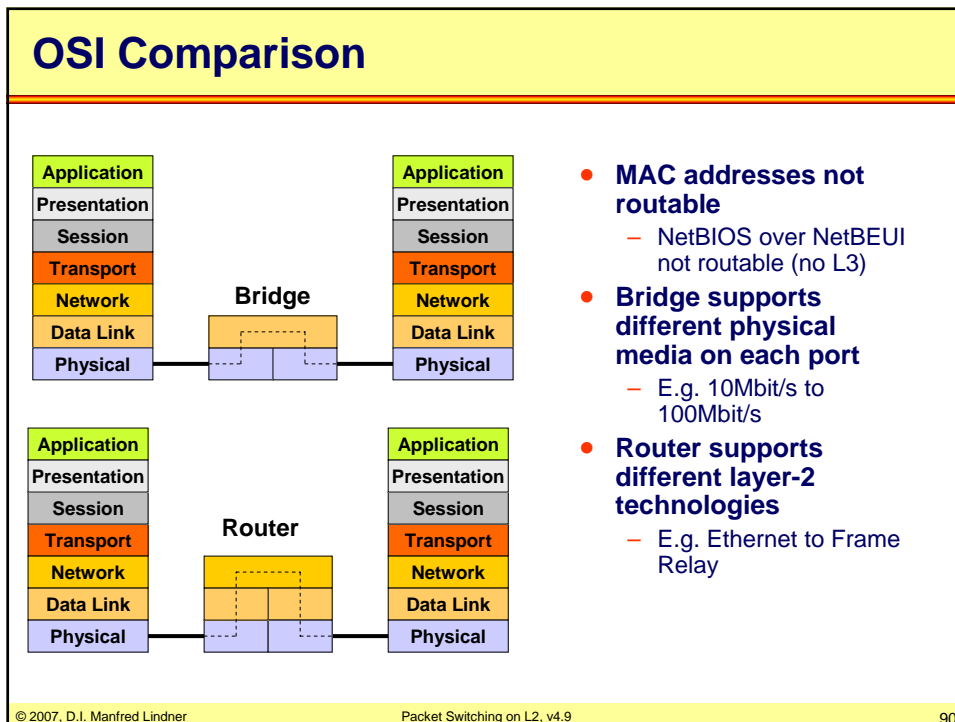 OSI Comparison
Application
Presentation
Session
Transport
Network
Data Link
Physical
Bridge
Application
Presentation
Session
Transport
Network
Data Link
Physical
Application
Presentation
Session
Transport
Network
Data Link
Physical
Router
Application
Presentation
Session
Transport
Network
Data Link
Physical
• MAC addresses not
routable
– NetBIOS over NetBEUI
not routable (no L3)
• Bridge supports
different physical
media on each port
– E.g. 10Mbit/s to
100Mbit/s
• Router supports
different layer-2
technologies
– E.g. Ethernet to Frame
Relay
© 2007, D.I. Manfred Lindner
Packet Switching on L2, v4.9
90